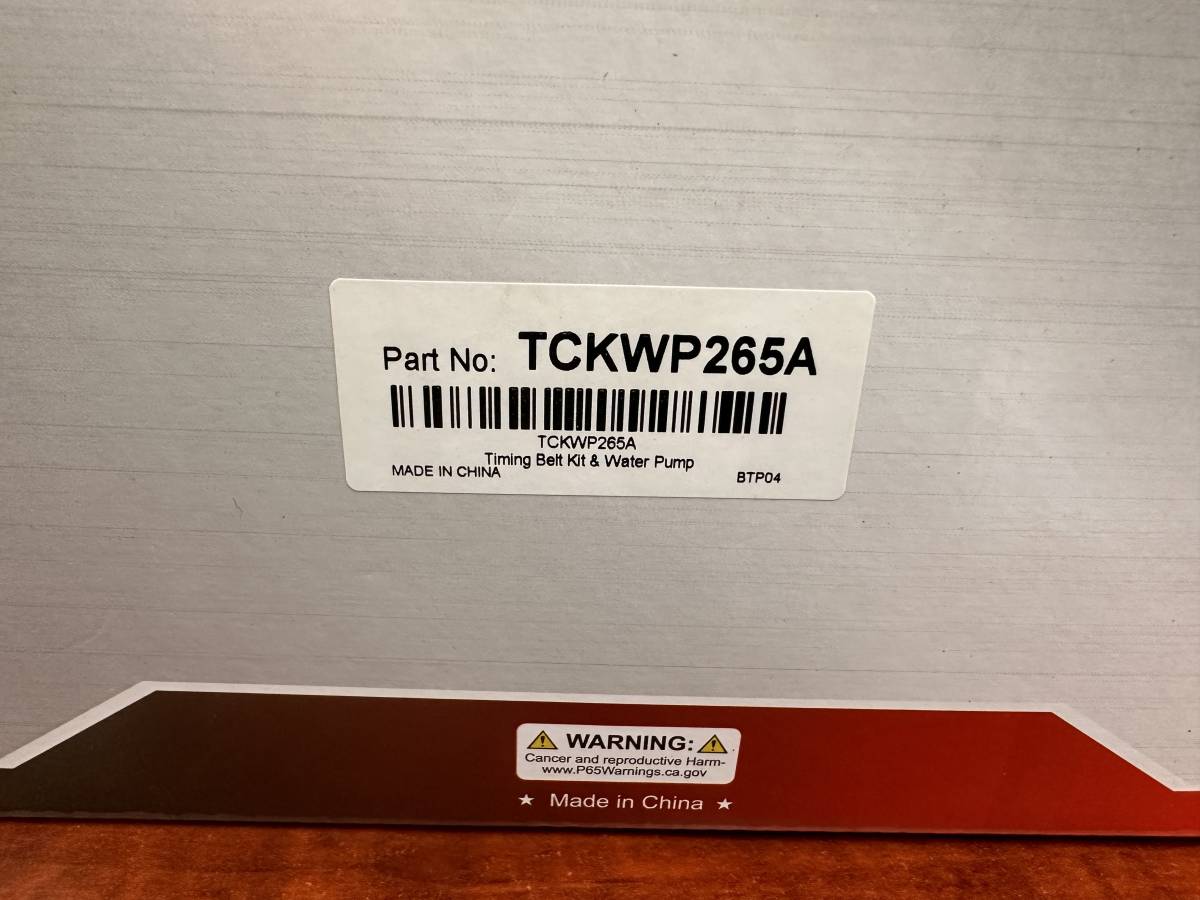 Part No: TCKWP265A
TCKWP265A
Timing Belt Kit & Water Pump
MADE IN CHINA
BTP04
WARNING:
Cancer and reproductive Harm-
www.P65Warnings.ca.gov
★ Made in China ★